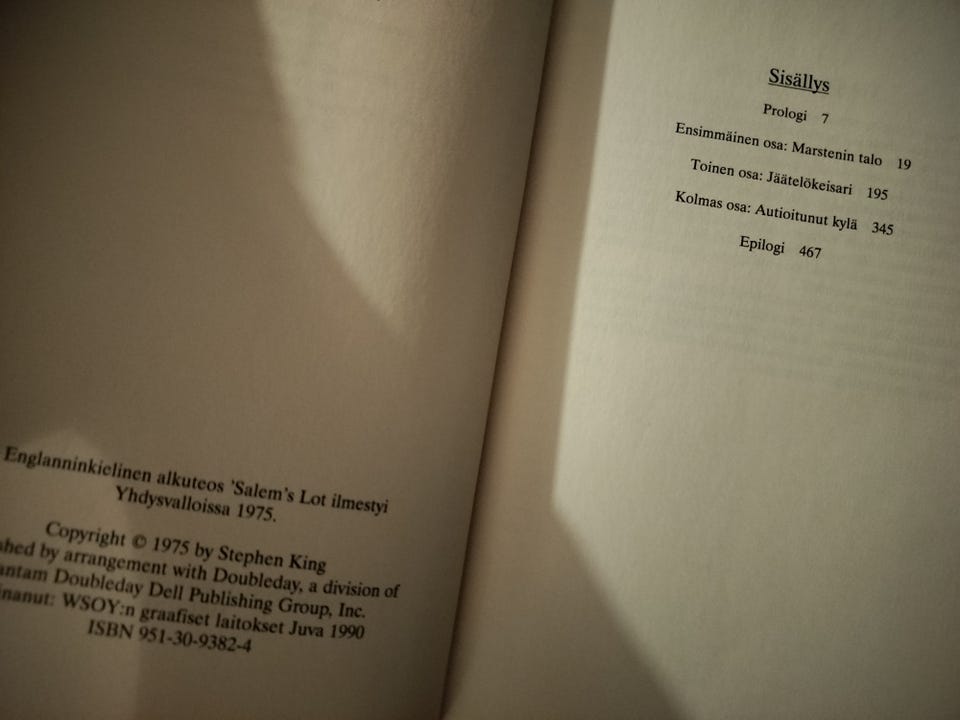 Englanninkielinen alkuteos 'Salem's Lot ilmestyi
Yhdysvalloissa 1975.
Copyright © 1975 by Stephen King
by arrangement with Doubleday, a division of
Doubleday Dell Publishing Group, Inc.
WSOY:n graafiset laitokset Juva 1990
ISBN 951-30-9382-4
Sisällys
Prologi 7
Ensimmäinen osa: Marstenin talo 19
Toinen osa: Jäätelökeisari 195
Kolmas osa: Autioitunut kylä 345
Epilogi 467